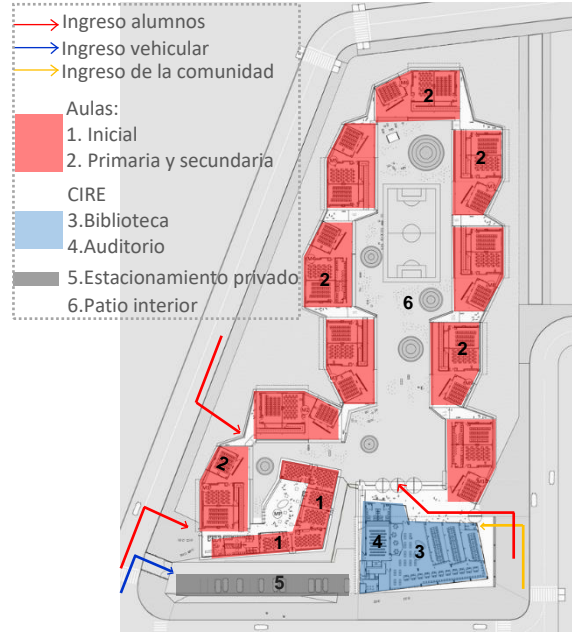 Ingreso alumnos
Ingreso vehicular
Ingreso de la comunidad
Aulas:
1. Inicial
2. Primaria y secundaria
CIRE
3.Biblioteca
4.Auditorio
5.Estacionamiento privado
6.Patio interior
2
2
2
6
2
2
1
1
4
3
5